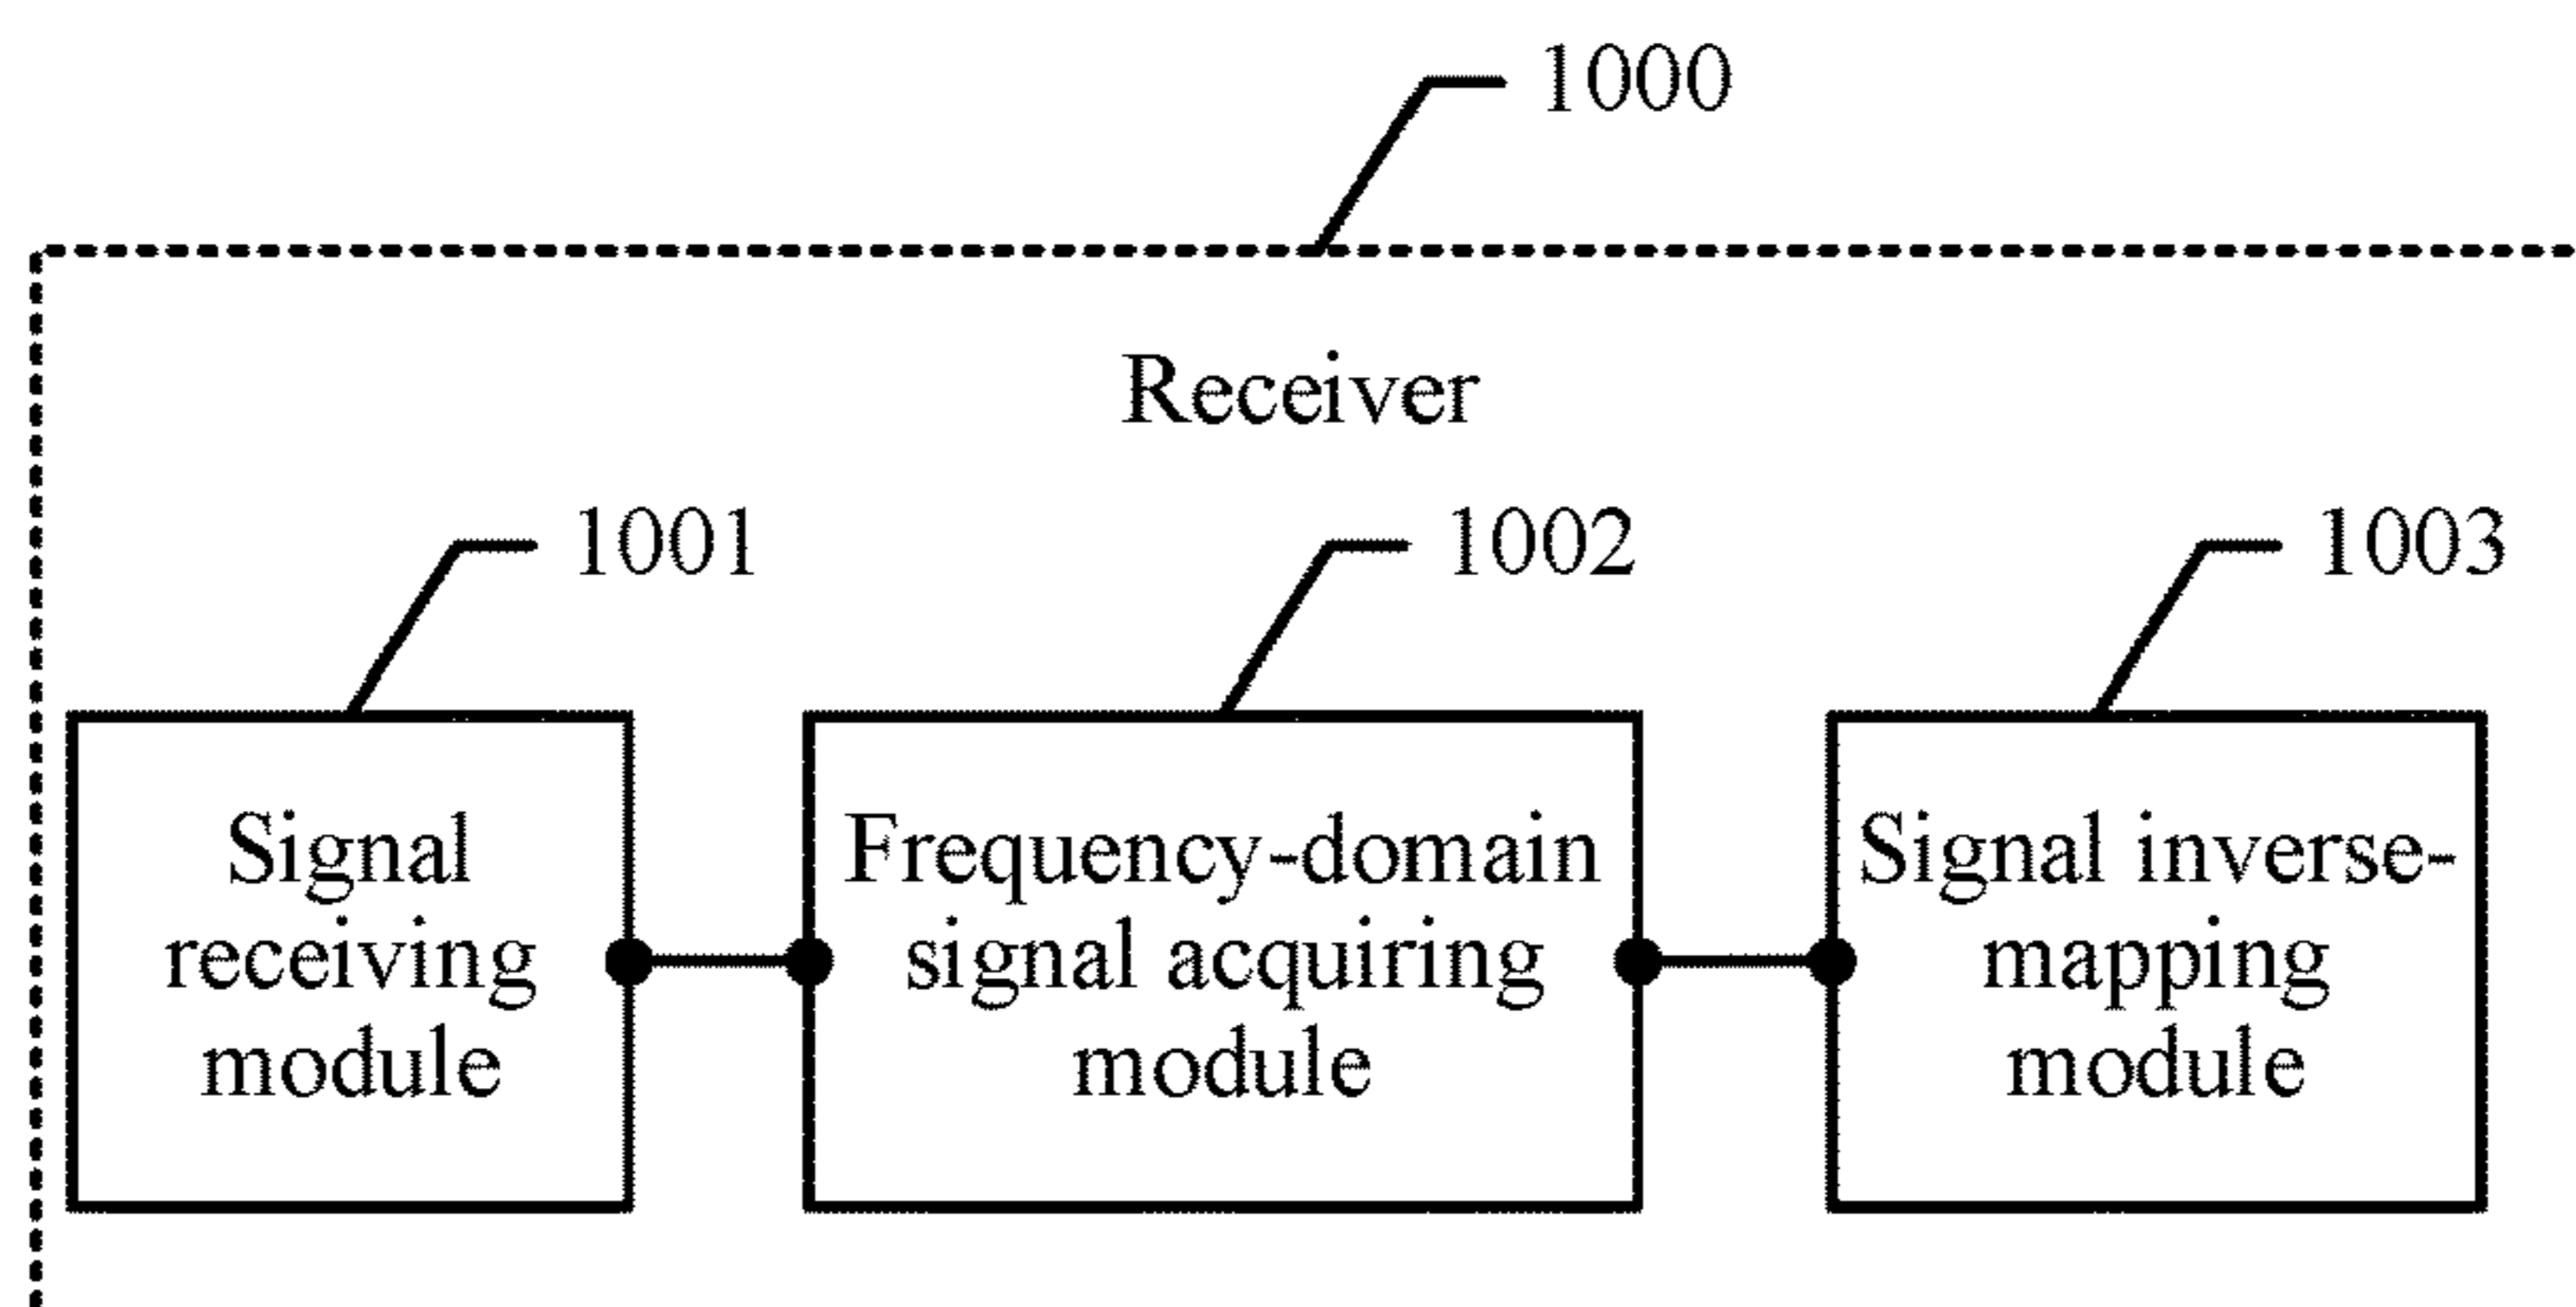 1000
Receiver
1001
1002
1003
Signal
receiving
module
Frequency-domain
signal acquiring
module
Signal inverse-
mapping
module